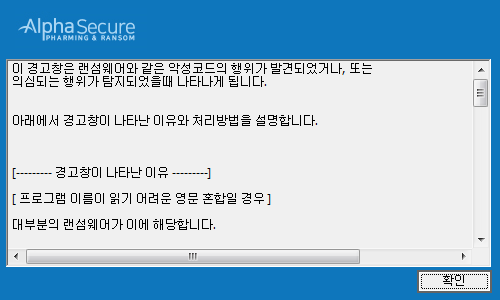 AlphaSecure
PHARMING & RANSOM
이 경고창은 랜섬웨어와 같은 악성코드의 행위가 발견되었거나, 또는
의심되는 행위가 탐지되었을때 나타나게 됩니다.
아래에서 경고창이 나타난 이유와 처리방법을 설명합니다.
[--------- 경고창이 나타난 이유 ---------]
[ 프로그램 이름이 읽기 어려운 영문 혼합일 경우 ]
대부분의 랜섬웨어가 이에 해당합니다.
확인